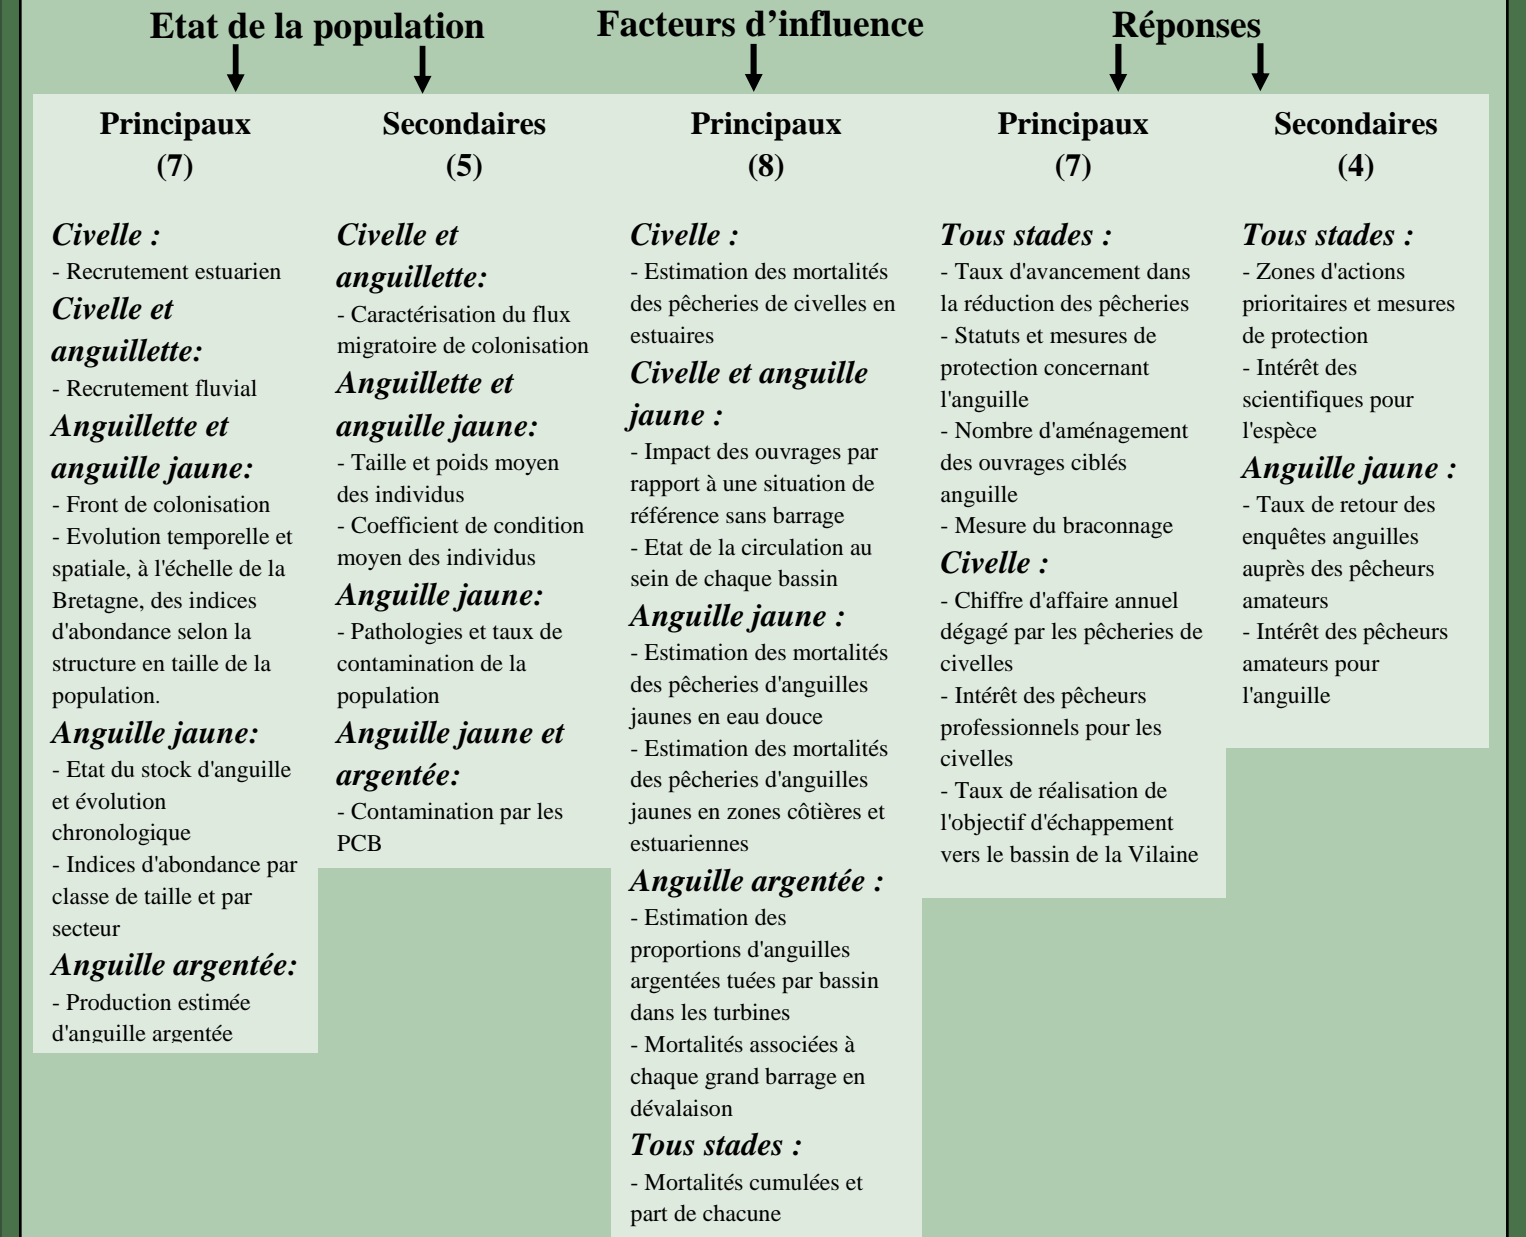 Etat de la population
Facteurs d’influence
Réponses
Principaux
(7)
Civelle :
- Recrutement estuarien
Civelle et
anguillette:
- Recrutement fluvial
Anguillette et
anguille jaune:
- Front de colonisation
- Evolution temporelle et
spatiale, à l'échelle de la
Bretagne, des indices
d'abondance selon la
structure en taille de la
population.
Anguille jaune:
- Etat du stock d'anguille
et évolution
chronologique
- Indices d'abondance par
classe de taille et par
secteur
Anguille argentée:
- Production estimée
d'anguille argentée
Secondaires
(5)
Civelle et
anguillette:
- Caractérisation du flux
migratoire de colonisation
Anguillette et
anguille jaune:
- Taille et poids moyen
des individus
- Coefficient de condition
moyen des individus
Anguille jaune:
- Pathologies et taux de
contamination de la
population
Anguille jaune et
argentée:
- Contamination par les
PCB
Principaux
(8)
Civelle :
- Estimation des mortalités
des pêcheries de civelles en
estuaires
Civelle et anguille
jaune :
- Impact des ouvrages par
rapport à une situation de
référence sans barrage
- Etat de la circulation au
sein de chaque bassin
Anguille jaune :
- Estimation des mortalités
des pêcheries d'anguilles
jaunes en eau douce
- Estimation des mortalités
des pêcheries d'anguilles
jaunes en zones côtières et
estuariennes
Anguille argentée :
- Estimation des
proportions d'anguilles
argentées tuées par bassin
dans les turbines
- Mortalités associées à
chaque grand barrage en
dévalaison
Tous stades :
- Mortalités cumulées et
part de chacune
Principaux
(7)
Tous stades :
- Taux d'avancement dans
la réduction des pêcheries
- Statuts et mesures de
protection concernant
l'anguille
- Nombre d'aménagement
des ouvrages ciblés
anguille
- Mesure du braconnage
Civelle :
- Chiffre d'affaire annuel
dégagé par les pêcheries de
civelles
- Intérêt des pêcheurs
professionnels pour les
civelles
- Taux de réalisation de
l'objectif d'échappement
vers le bassin de la Vilaine
Secondaires
(4)
Tous stades :
- Zones d'actions
prioritaires et mesures
de protection
- Intérêt des
scientifiques pour
l'espèce
Anguille jaune :
- Taux de retour des
enquêtes anguilles
auprès des pêcheurs
amateurs
- Intérêt des pêcheurs
amateurs pour
l'anguille